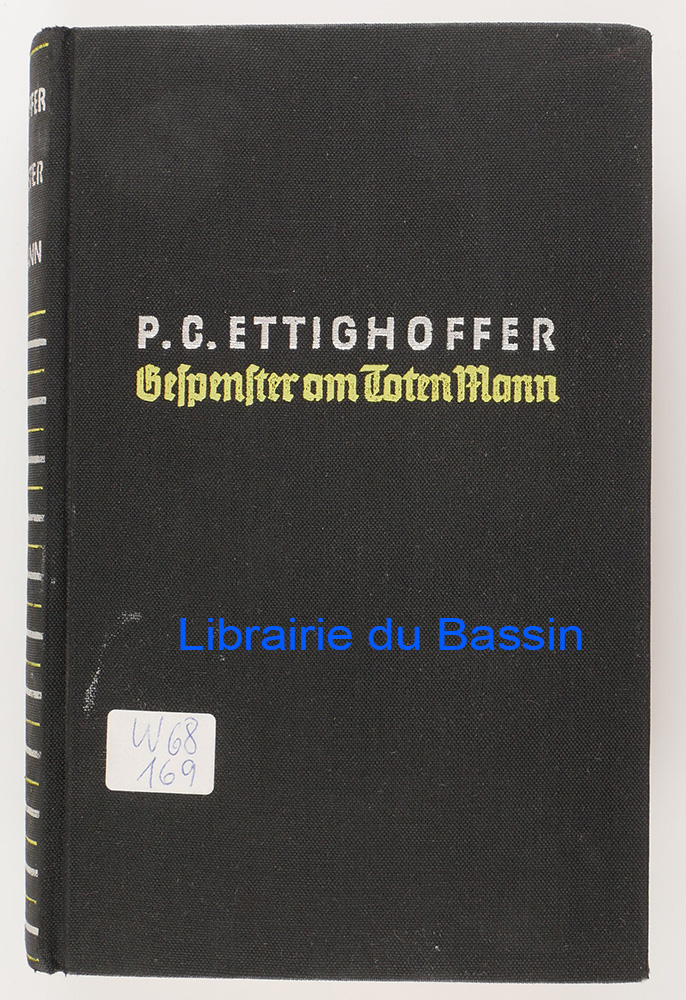 P. C. ETTIGHOFFER
Gespenster am Toten Mann
Librairie du Bassin
W68
169